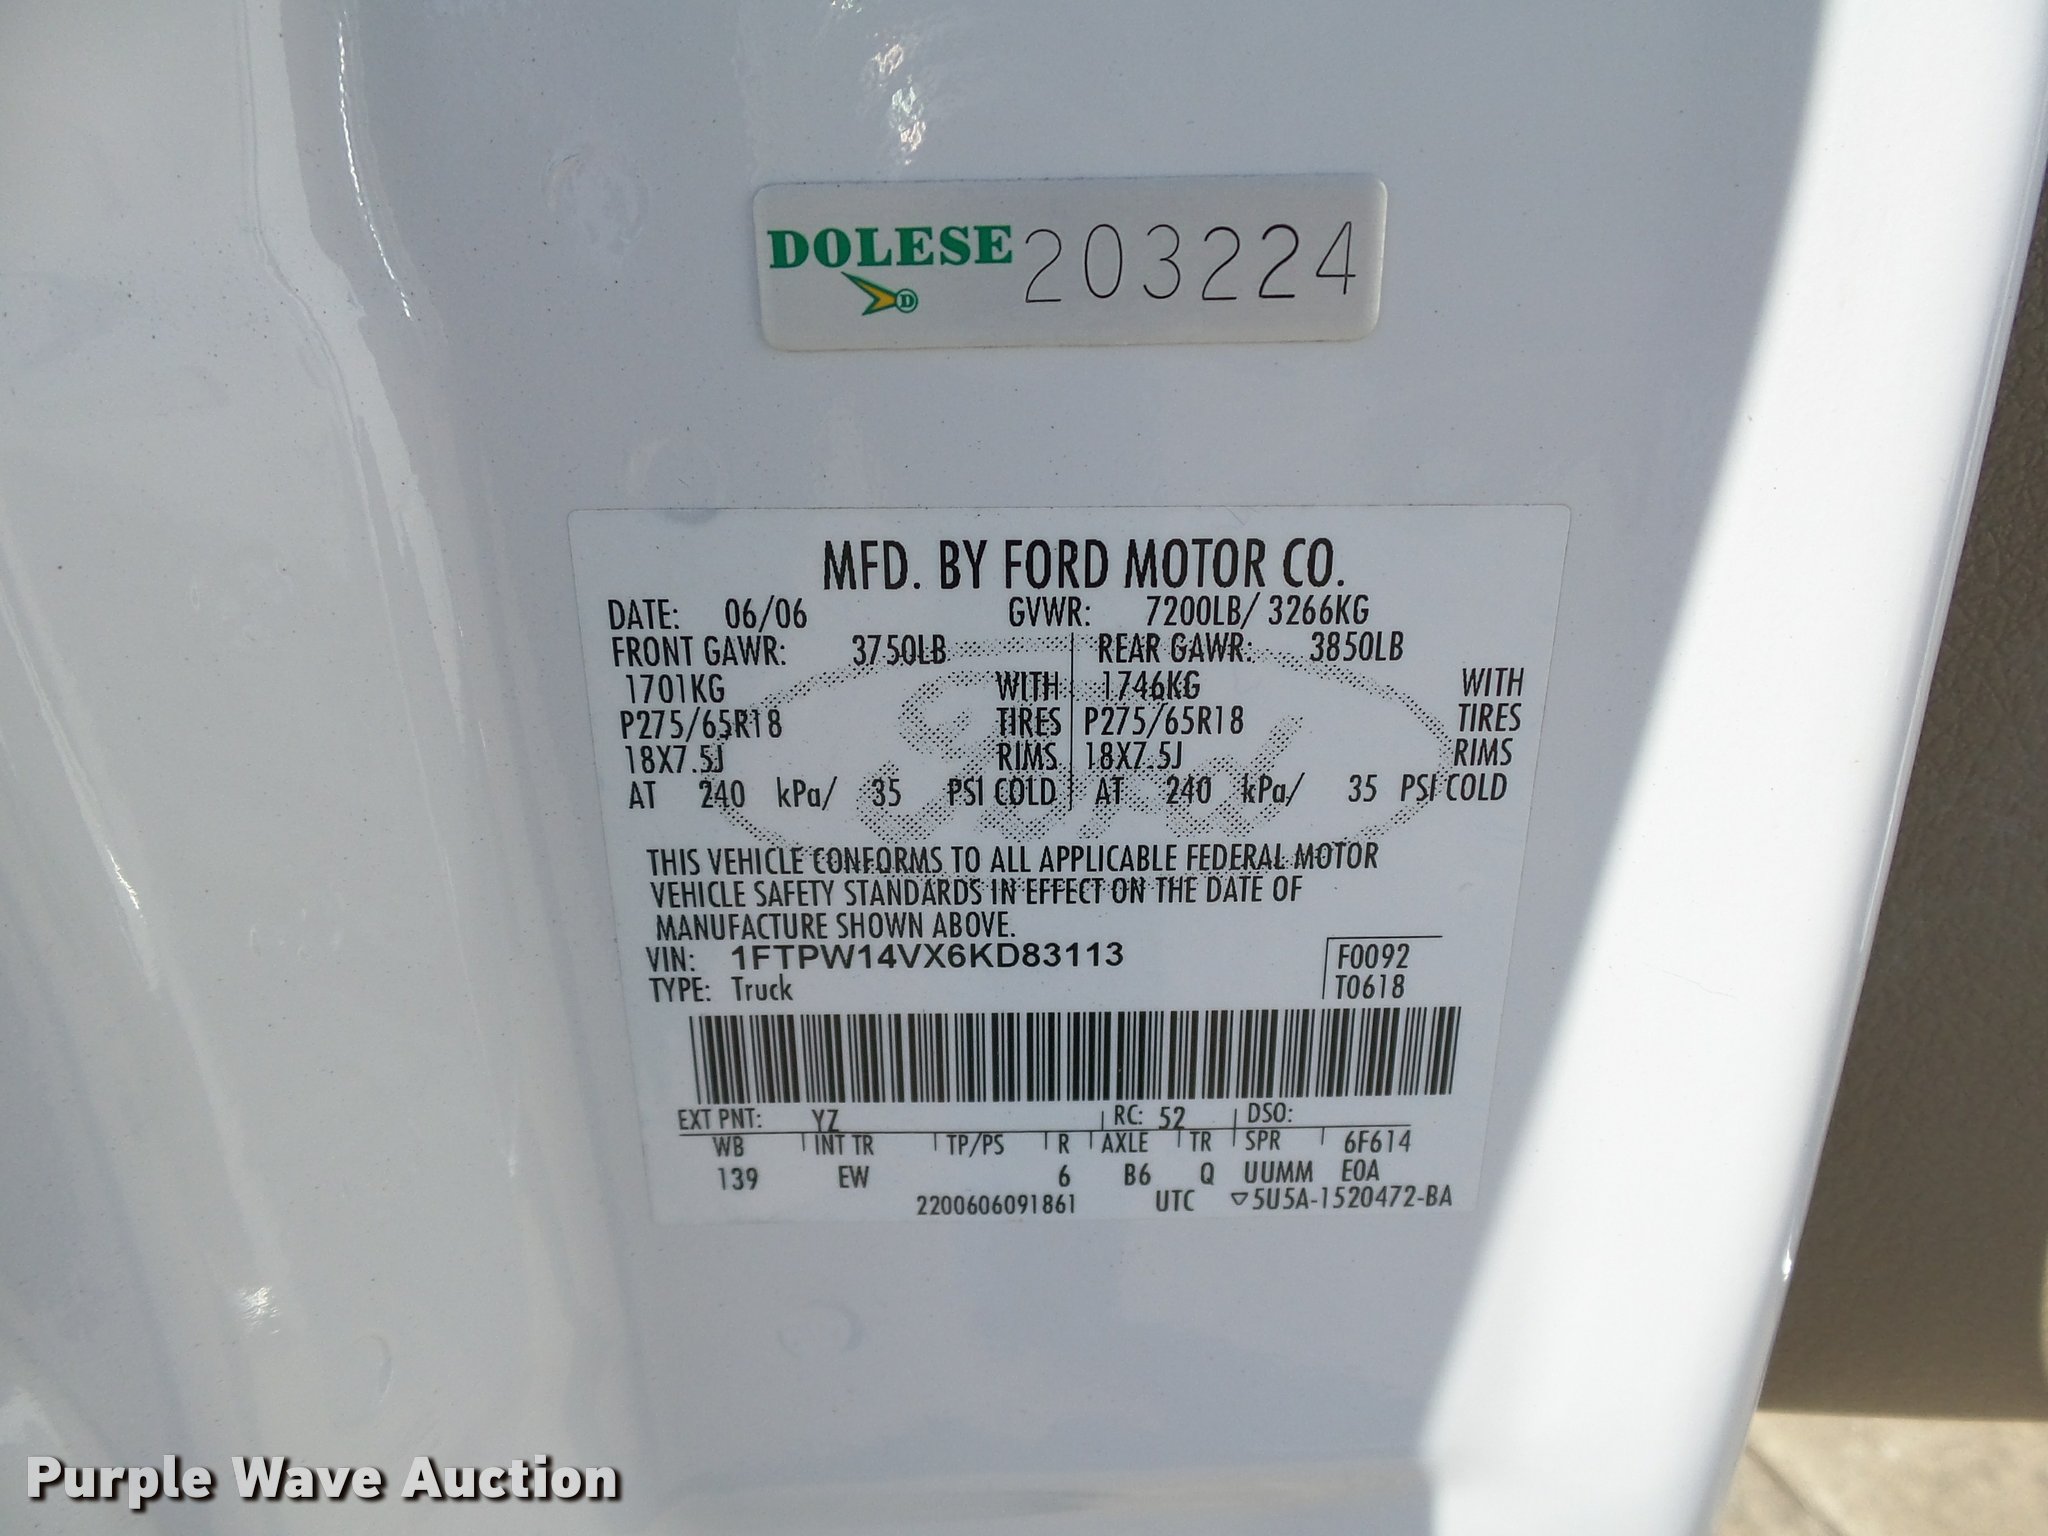 DOLESE 203224
D
MFD. BY FORD MOTOR CO.
DATE: 06/06 GVWR: 7200LB/ 3266KG
FRONT GAWR: 3750LB REAR GAWR: 3850LB
1701KG WITH 1746KG WITH
P275/65R18 TIRES P275/65R18 TIRES
18X7.5J RIMS 18X7.5J RIMS
AT 240 kPa/ 35 PSI COLD AT 240 kPa/ 35 PSI COLD
Ford
THIS VEHICLE CONFORMS TO ALL APPLICABLE FEDERAL MOTOR
VEHICLE SAFETY STANDARDS IN EFFECT ON THE DATE OF
MANUFACTURE SHOWN ABOVE.
VIN: 1FTPW14VX6KD83113 F0092
TYPE: Truck T0618
EXT PNT: YZ RC: 52 DSO:
WB INT TR TP/PS R AXLE TR SPR 6F614
139 EW 6 B6 Q UUMM E0A
2200606091861 UTC ▽5U5A-1520472-BA
Purple Wave Auction